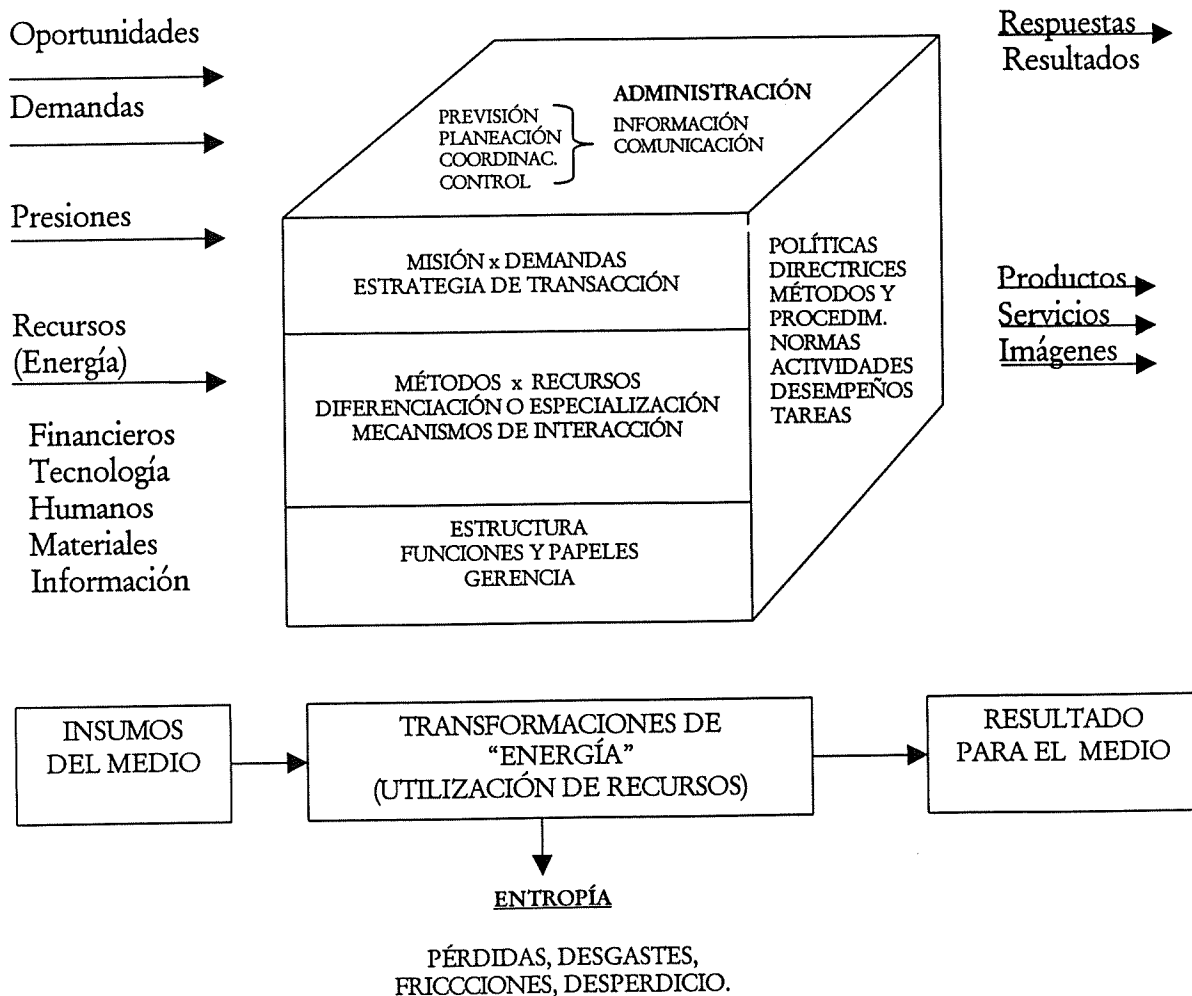 Oportunidades
Demandas
Presiones
Recursos
(Energía)
Financieros
Tecnología
Humanos
Materiales
Información
ADMINISTRACIÓN
PREVISIÓN
PLANEACIÓN
COORDINAC.
CONTROL
INFORMACIÓN
COMUNICACIÓN
MISIÓN x DEMANDAS
ESTRATEGIA DE TRANSACCIÓN
MÉTODOS x RECURSOS
DIFERENCIACIÓN O ESPECIALIZACIÓN
MECANISMOS DE INTERACCIÓN
ESTRUCTURA
FUNCIONES Y PAPELES
GERENCIA
POLÍTICAS
DIRECTRICES
MÉTODOS Y
PROCEDIM.
NORMAS
ACTIVIDADES
DESEMPEÑOS
TAREAS
Respuestas
Resultados
Productos
Servicios
Imágenes
INSUMOS
DEL MEDIO
TRANSFORMACIONES DE
“ENERGÍA”
(UTILIZACIÓN DE RECURSOS)
RESULTADO
PARA EL MEDIO
ENTROPÍA
PÉRDIDAS, DESGASTES,
FRICCCIONES, DESPERDICIO.